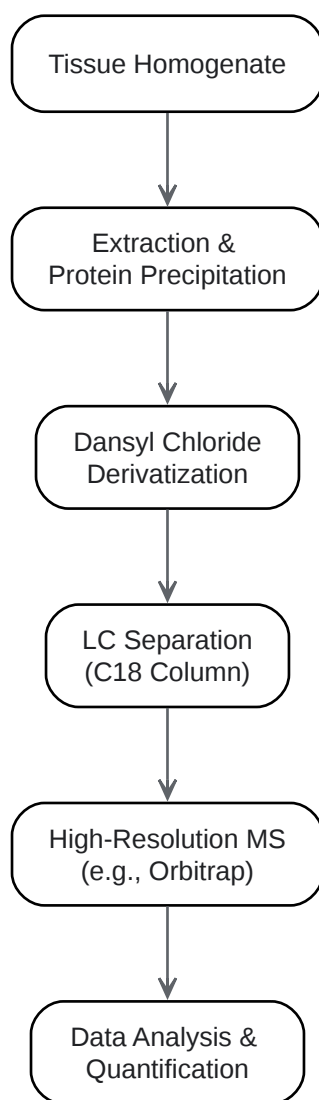 Tissue Homogenate
Extraction &
Protein Precipitation
Dansyl Chloride
Derivatization
LC Separation
(C18 Column)
High-Resolution MS
(e.g., Orbitrap)
Data Analysis &
Quantification